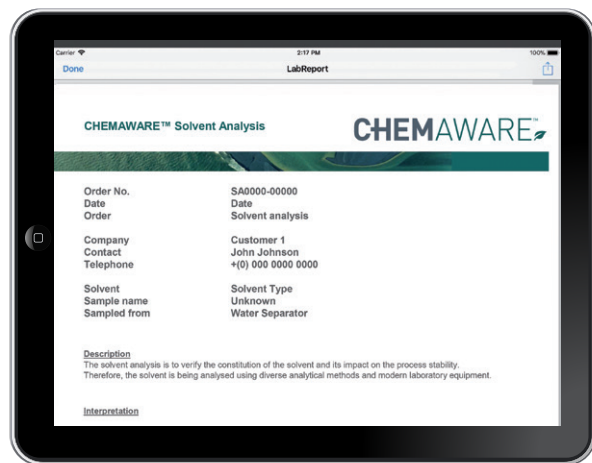 Carrier 2:17 PM 100%
Done LabReport
CHEMAWARE™ Solvent Analysis
CHEMAWARE™
Order No. SA0000-00000
Date Date
Order Solvent analysis
Company Customer 1
Contact John Johnson
Telephone +(0) 000 0000 0000
Solvent Solvent Type
Sample name Unknown
Sampled from Water Separator
Description
The solvent analysis is to verify the constitution of the solvent and its impact on the process stability.
Therefore, the solvent is being analysed using diverse analytical methods and modern laboratory equipment.
Interpretation